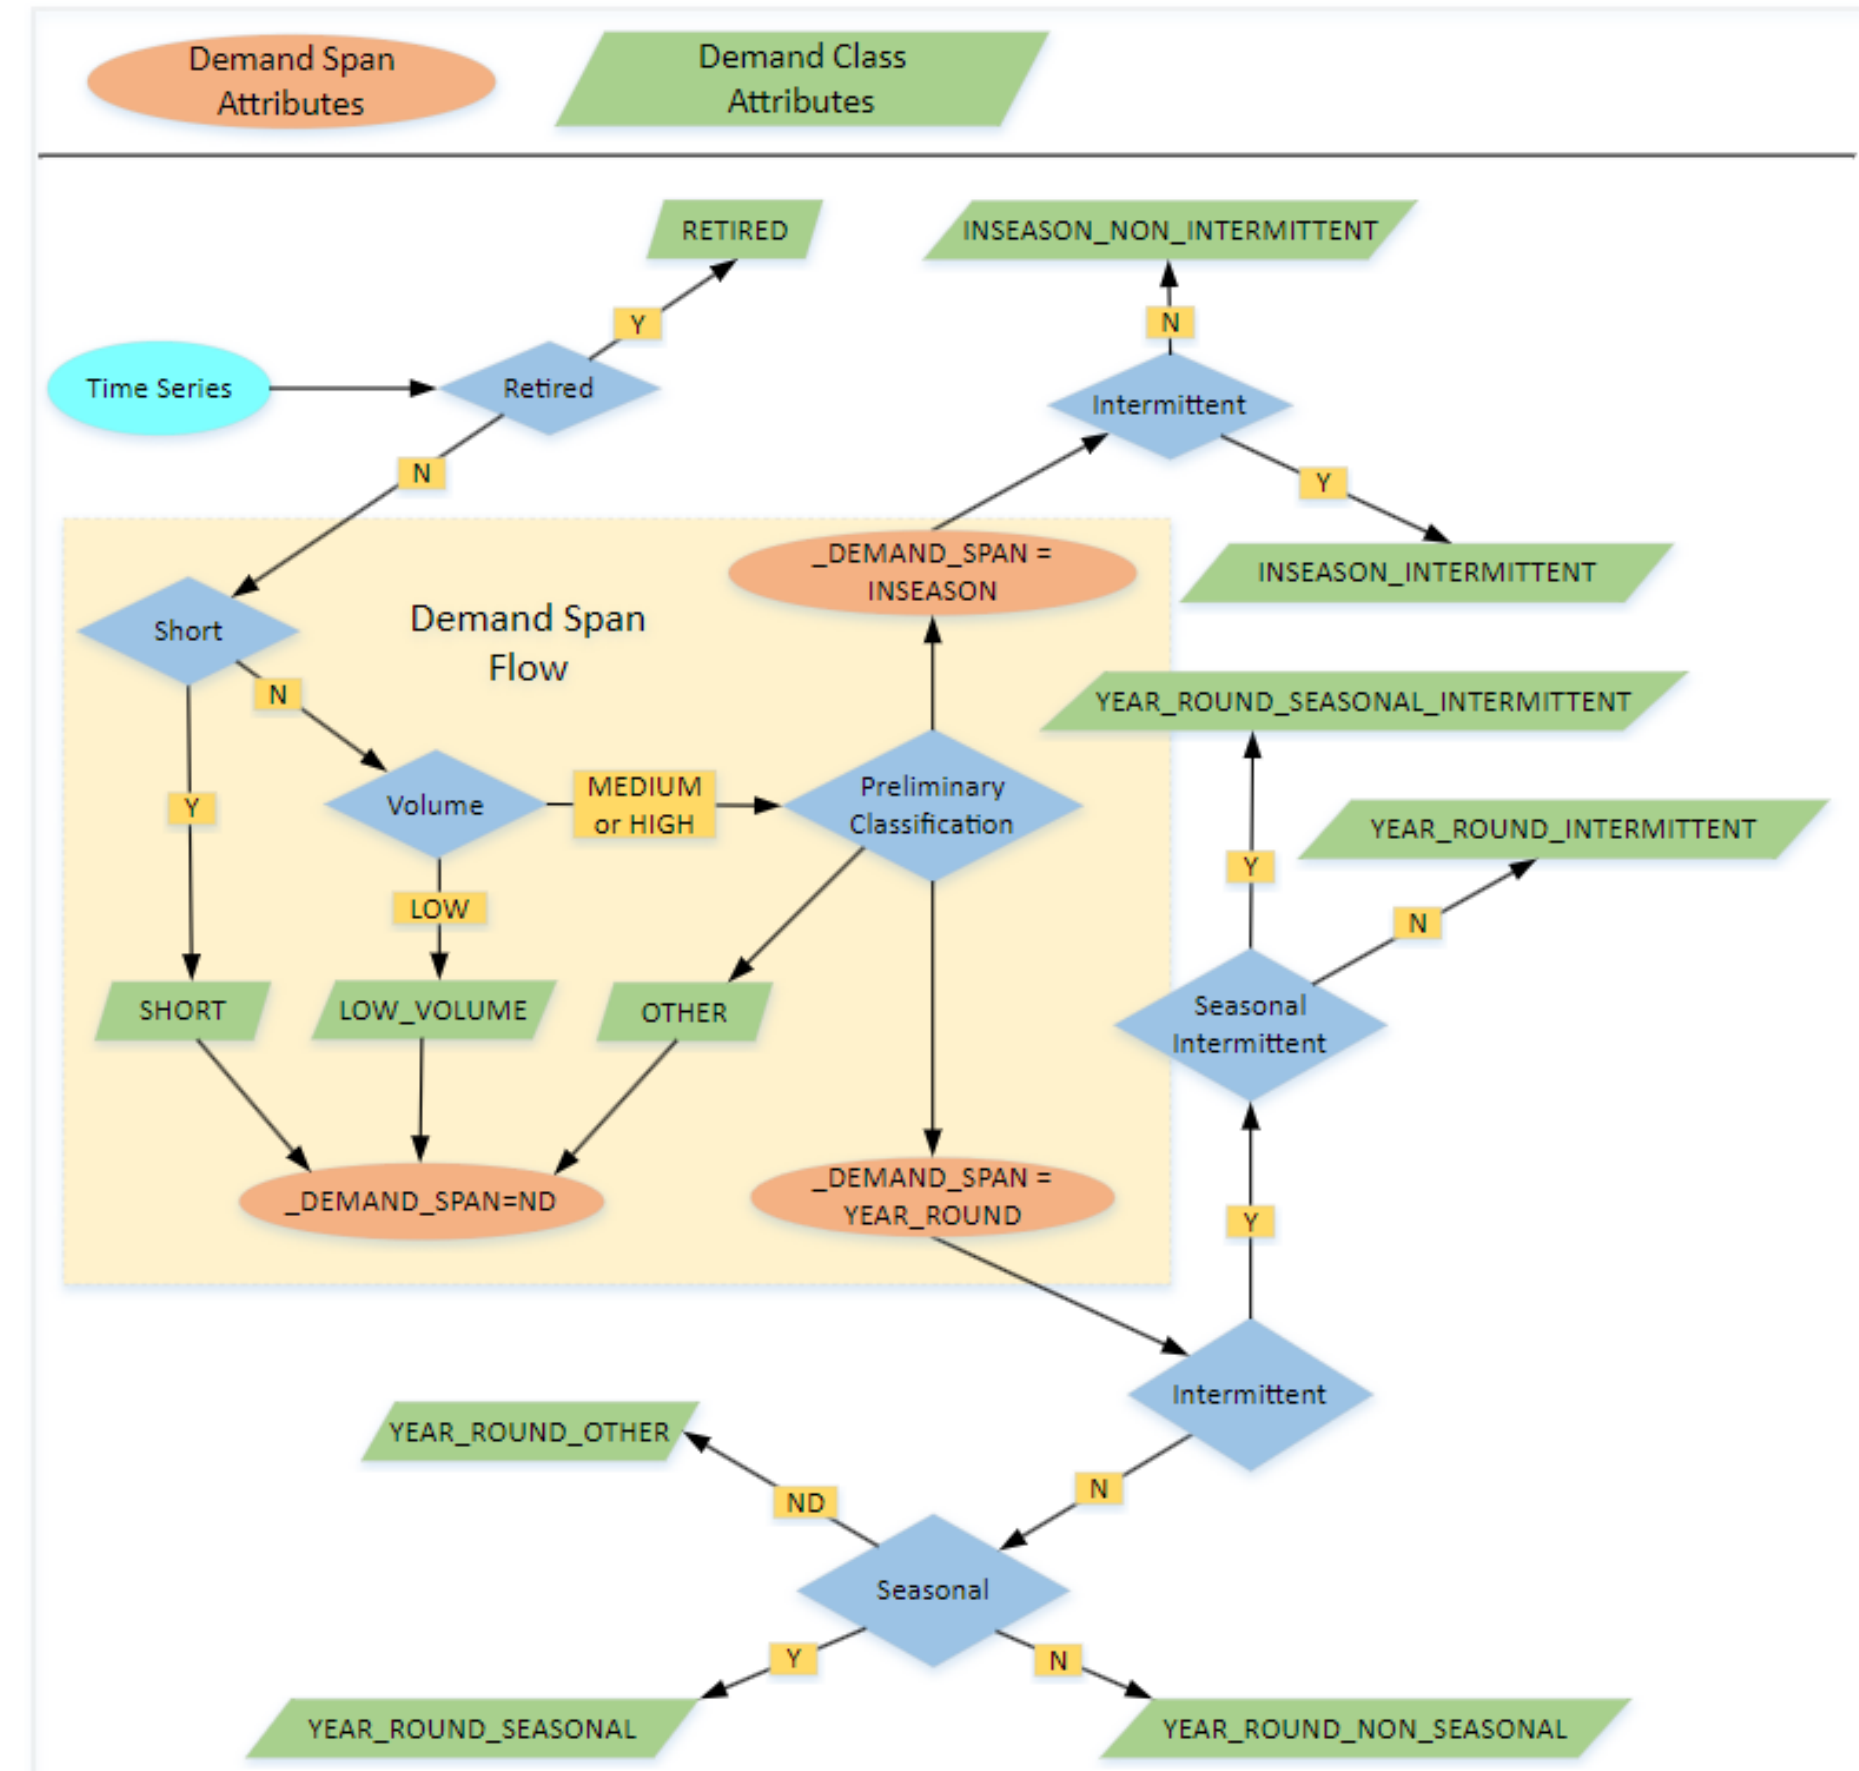 Demand Span
Attributes
Demand Class
Attributes
RETIRED
INSEASON_NON_INTERMITTENT
Y
N
Time Series
Retired
Intermittent
N
Y
_DEMAND_SPAN =
INSEASON
INSEASON_INTERMITTENT
Short
Demand Span
Flow
N
YEAR_ROUND_SEASONAL_INTERMITTENT
Y
Volume
MEDIUM
or HIGH
Preliminary
Classification
YEAR_ROUND_INTERMITTENT
Y
LOW
N
SHORT
LOW_VOLUME
OTHER
Seasonal
Intermittent
_DEMAND_SPAN=ND
_DEMAND_SPAN =
YEAR_ROUND
Y
Intermittent
YEAR_ROUND_OTHER
ND
N
Seasonal
Y
N
YEAR_ROUND_SEASONAL
YEAR_ROUND_NON_SEASONAL